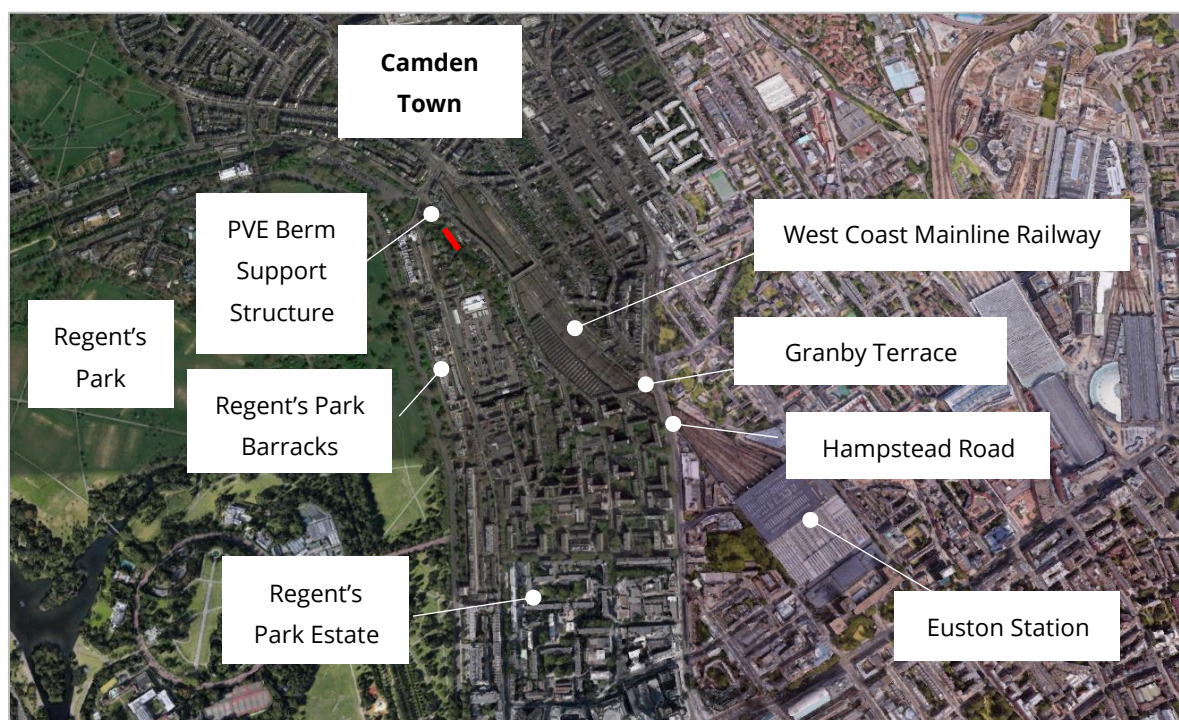 Camden
Town
PVE Berm
Support
Structure
West Coast Mainline Railway
Regent's
Park
Granby Terrace
Regent's Park
Barracks
Hampstead Road
Regent's
Park Estate
Euston Station